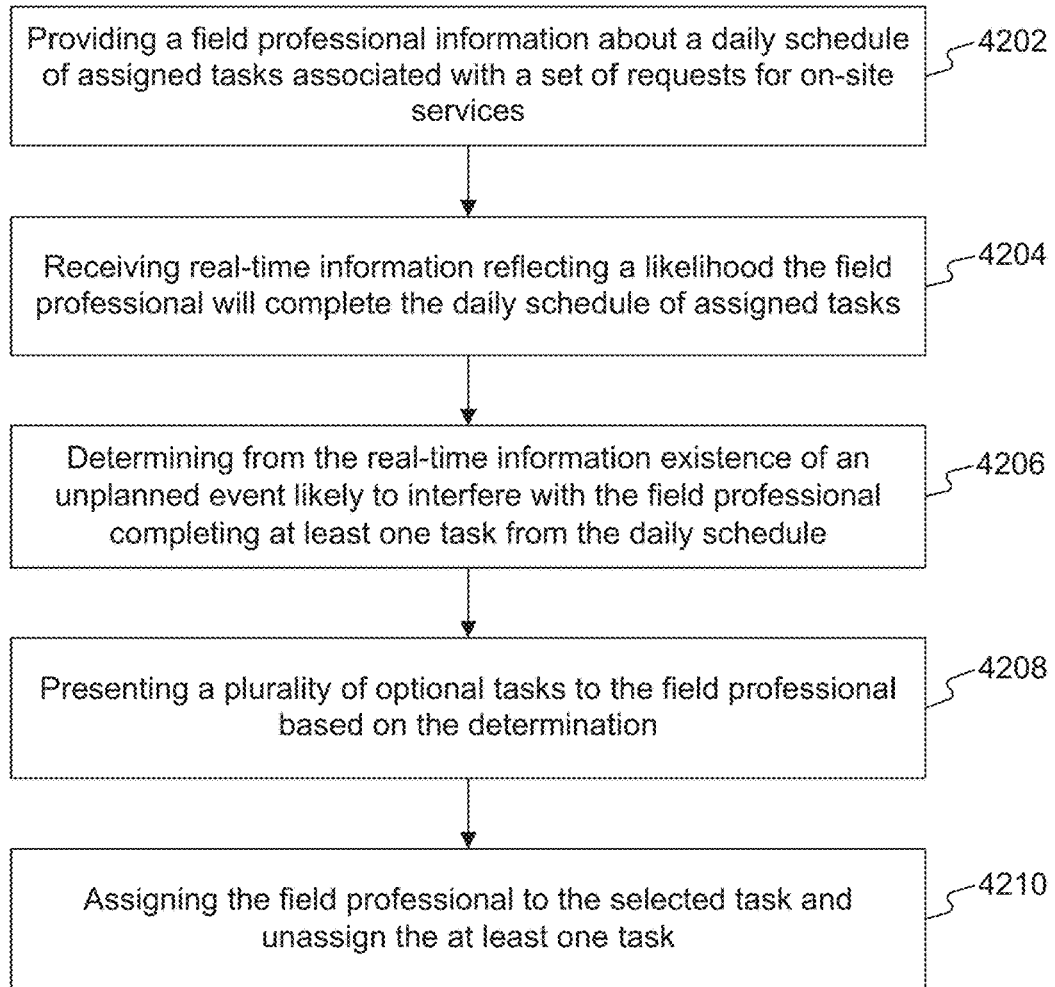 Providing a field professional information about a daily schedule
of assigned tasks associated with a set of requests for on-site
services
4202
Receiving real-time information reflecting a likelihood the field
professional will complete the daily schedule of assigned tasks
4204
Determining from the real-time information existence of an
unplanned event likely to interfere with the field professional
completing at least one task from the daily schedule
4206
Presenting a plurality of optional tasks to the field professional
based on the determination
4208
Assigning the field professional to the selected task and
unassign the at least one task
4210